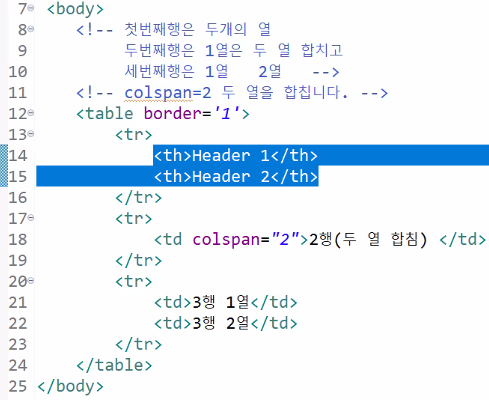 7 <body>
8 <!-- 첫번째행은 두개의 열
9 두번째행은 1열은 두 열 합치고
10 세번째행은 1열 2열 -->
11 <!-- colspan=2 두 열을 합칩니다. -->
12 <table border='1'>
13 <tr>
14 <th>Header 1</th>
15 <th>Header 2</th>
16 </tr>
17 <tr>
18 <td colspan="2">2행(두 열 합침) </td>
19 </tr>
20 <tr>
21 <td>3행 1열</td>
22 <td>3행 2열</td>
23 </tr>
24 </table>
25 </body>